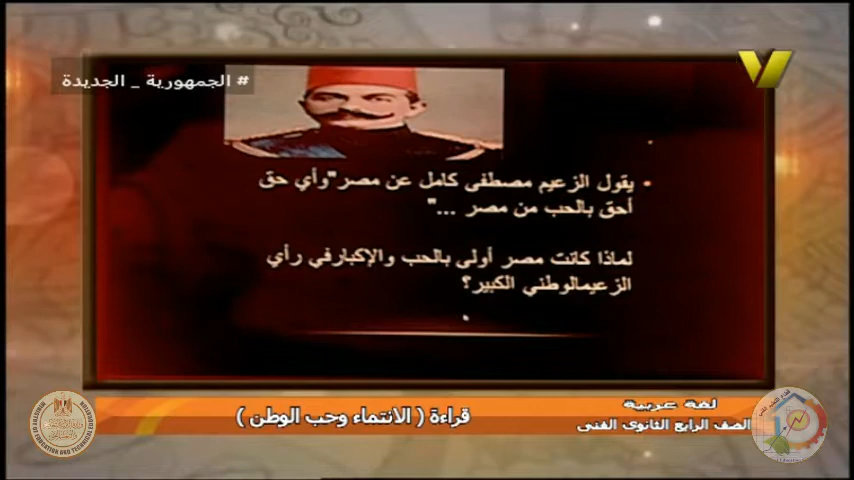 # الجمهورية _ الجديدة
يقول الزعيم مصطفى كامل عن مصر"وأي حق
أحق بالحب من مصر ..."
لماذا كانت مصر أولى بالحب والإكبارفي رأي
الزعيمالوطني الكبير؟
لغة عربية
الصف الرابع الثانوى الفنى
قراءة ( الانتماء وحب الوطن )